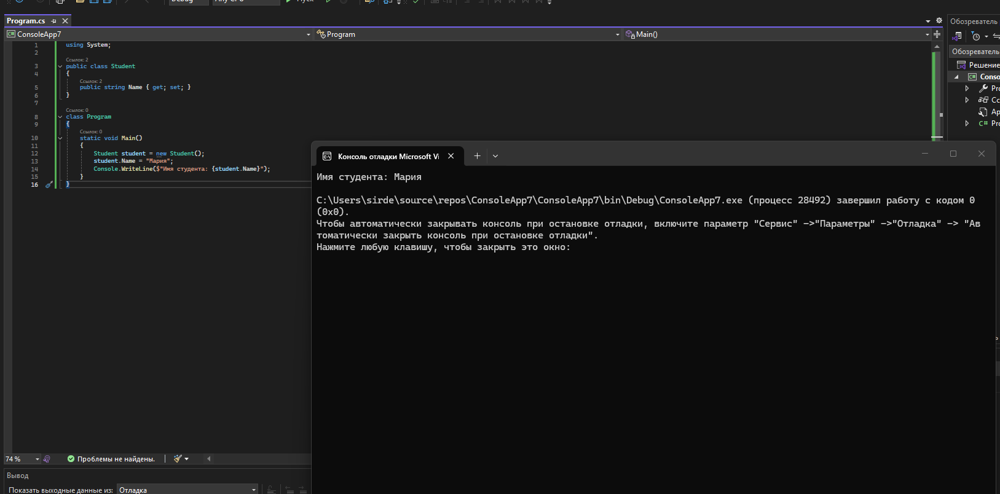 Program.cs
Обозреватель
ConsoleApp7
Program
Main()
1 using System;
2
Ссылок: 2
3 public class Student
4 {
Ссылок: 2
5 public string Name { get; set; }
6 }
7
Ссылок: 0
8 class Program
9 {
Ссылок: 0
10 static void Main()
11 {
12 Student student = new Student();
13 student.Name = "Мария";
14 Console.WriteLine($"Имя студента: {student.Name}");
15 }
16 }
Обозреватель
Решение
C#
Conso
Pro
Сс
Ap
C# Pro
Консоль отладки Microsoft Vi
Имя студента: Мария
C:\Users\sirde\source\repos\ConsoleApp7\ConsoleApp7\bin\Debug\ConsoleApp7.exe (процесс 28492) завершил работу с кодом 0
(0x0).
Чтобы автоматически закрывать консоль при остановке отладки, включите параметр "Сервис" ->"Параметры" ->"Отладка" -> "Ав
томатически закрыть консоль при остановке отладки".
Нажмите любую клавишу, чтобы закрыть это окно:
74 %
Проблемы не найдены.
Вывод
Показать выходные данные из: Отладка